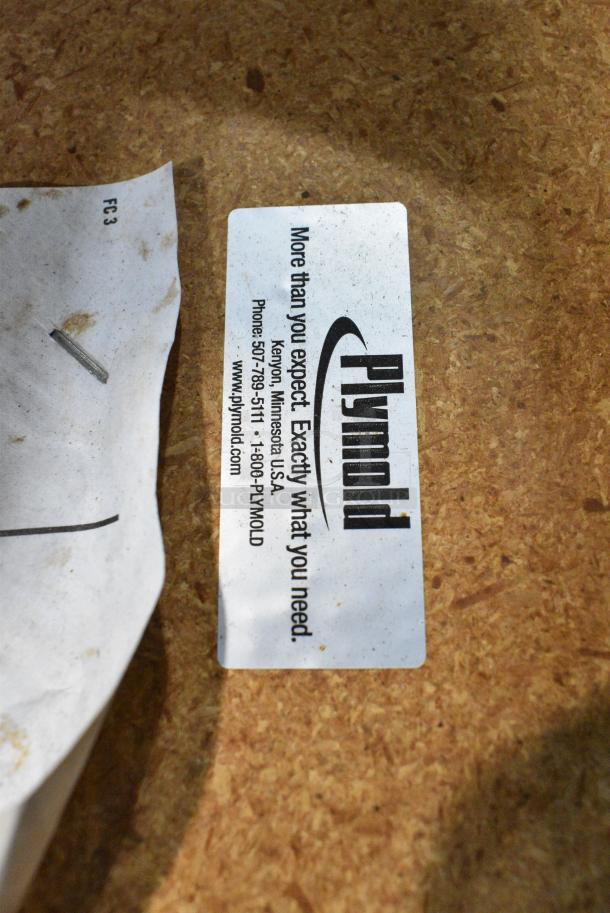 Plymold
More than you expect. Exactly what you need.
Kenyon, Minnesota U.S.A.
Phone: 507-789-5111 • 1-800-PLYMOLD
www.plymold.com
FC 3